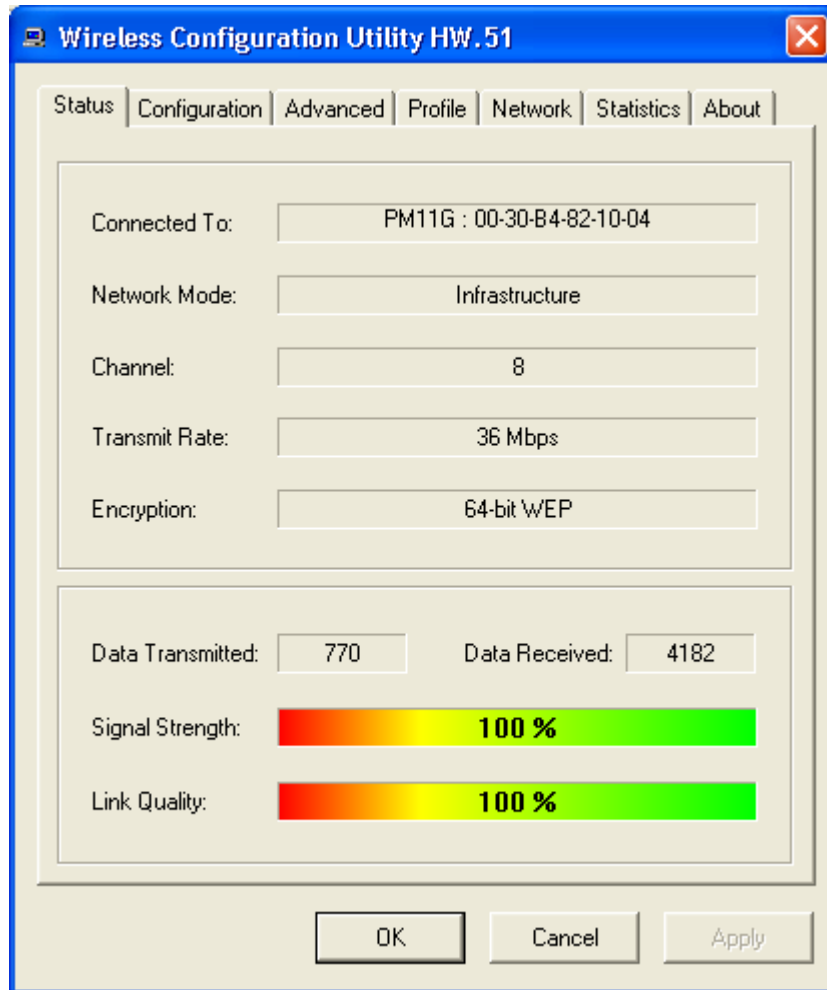 Wireless Configuration Utility HW.51
Status Configuration Advanced Profile Network Statistics About
Connected To: PM11G : 00-30-B4-82-10-04
Network Mode: Infrastructure
Channel: 8
Transmit Rate: 36 Mbps
Encryption: 64-bit WEP
Data Transmitted: 770 Data Received: 4182
Signal Strength: 100 %
Link Quality: 100 %
OK Cancel Apply